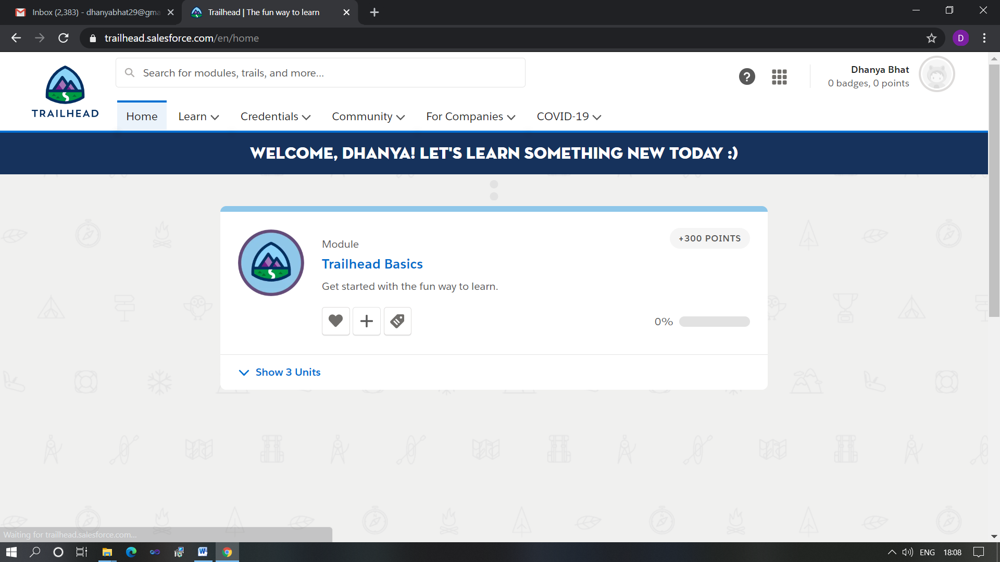 Inbox (2,383) - dhanyabhat29@gma
Trailhead | The fun way to learn
trailhead.salesforce.com/en/home
D
TRAILHEAD
Search for modules, trails, and more...
?
Dhanya Bhat
0 badges, 0 points
Home Learn Credentials Community For Companies COVID-19
WELCOME, DHANYA! LET'S LEARN SOMETHING NEW TODAY :)
Module
+300 POINTS
Trailhead Basics
Get started with the fun way to learn.
0%
Show 3 Units
Waiting for trailhead.salesforce.com...
W
ENG 18:08